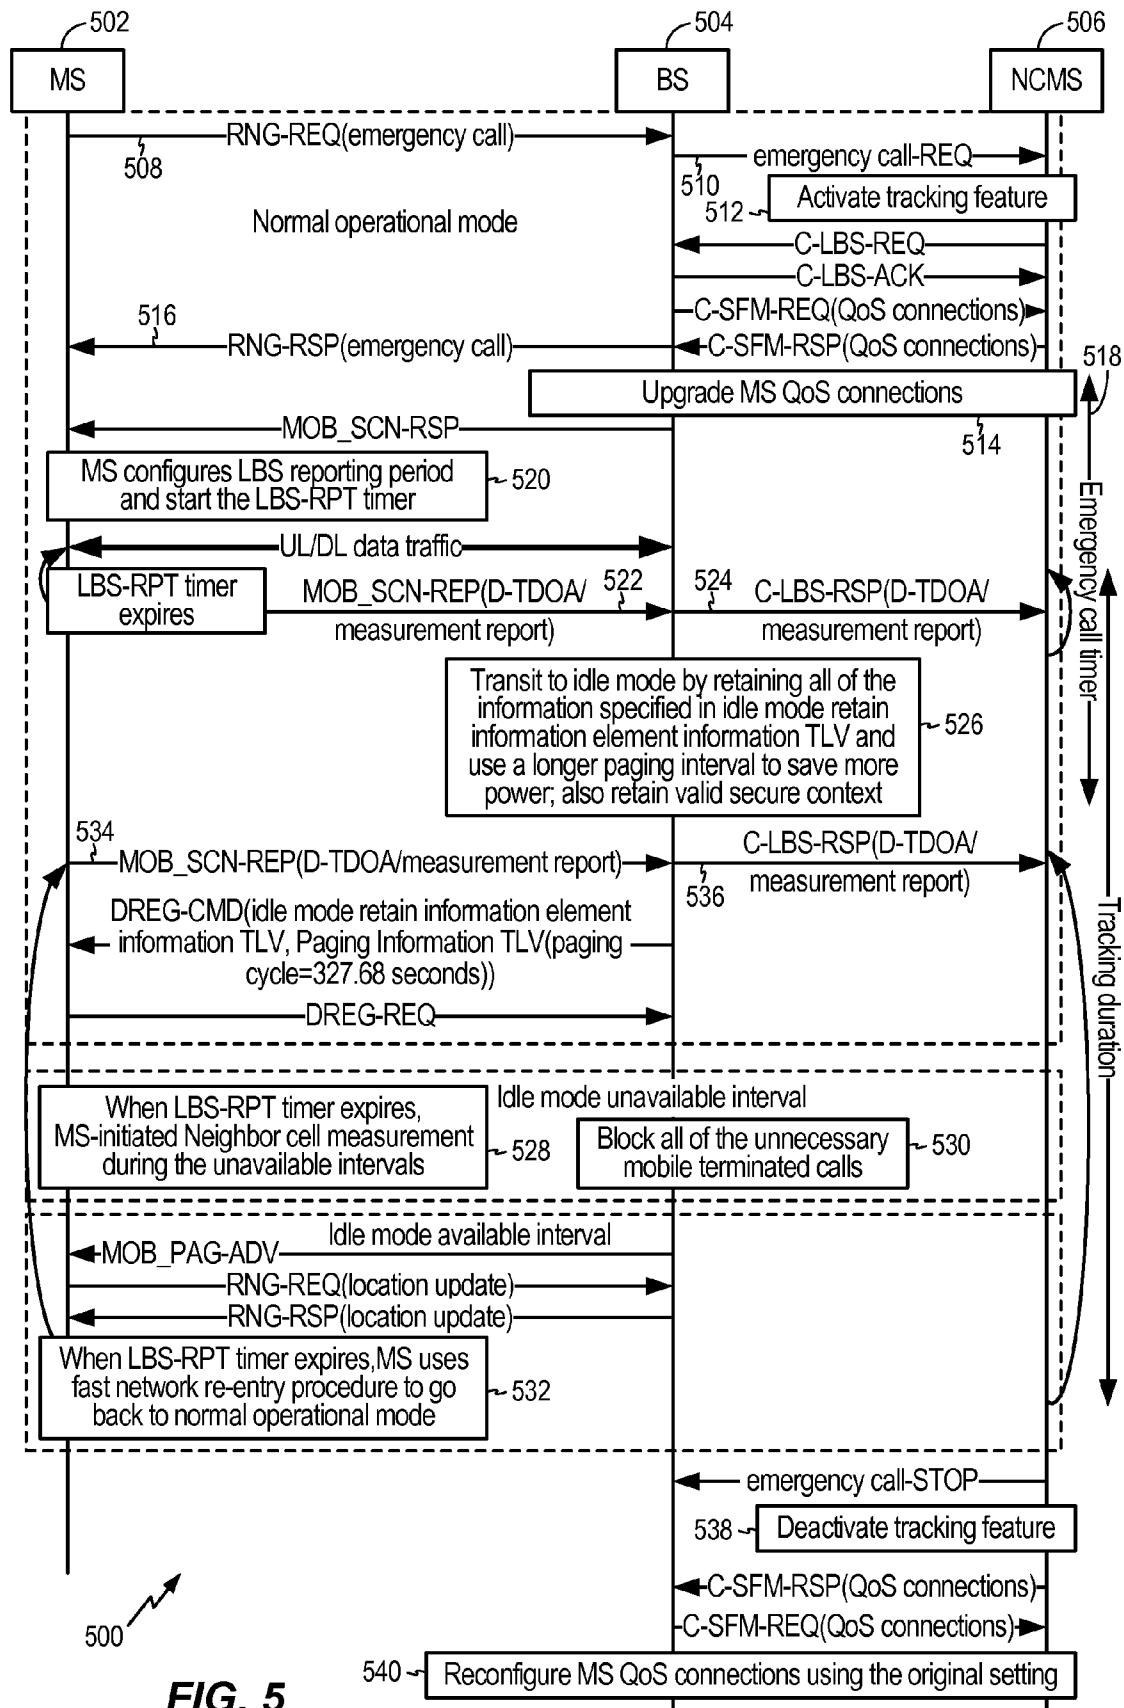 502
504
506
MS
BS
NCMS
RNG-REQ(emergency call)
508
emergency call-REQ
510
Activate tracking feature
512
Normal operational mode
C-LBS-REQ
C-LBS-ACK
C-SFM-REQ(QoS connections)
516
RNG-RSP(emergency call)
C-SFM-RSP(QoS connections)
518
Upgrade MS QoS connections
514
MOB_SCN-RSP
MS configures LBS reporting period
and start the LBS-RPT timer
520
Emergency call timer
UL/DL data traffic
LBS-RPT timer
expires
MOB_SCN-REP(D-TDOA/
measurement report)
522
524
C-LBS-RSP(D-TDOA/
measurement report)
Transit to idle mode by retaining all of the
information specified in idle mode retain
information element information TLV and
use a longer paging interval to save more
power; also retain valid secure context
526
534
MOB_SCN-REP(D-TDOA/measurement report)
C-LBS-RSP(D-TDOA/
measurement report)
536
Tracking duration
DREG-CMD(idle mode retain information element
information TLV, Paging Information TLV(paging
cycle=327.68 seconds))
DREG-REQ
Idle mode unavailable interval
When LBS-RPT timer expires,
MS-initiated Neighbor cell measurement
during the unavailable intervals
528
Block all of the unnecessary
mobile terminated calls
530
Idle mode available interval
MOB_PAG-ADV
RNG-REQ(location update)
RNG-RSP(location update)
When LBS-RPT timer expires,MS uses
fast network re-entry procedure to go
back to normal operational mode
532
emergency call-STOP
538
Deactivate tracking feature
C-SFM-RSP(QoS connections)
C-SFM-REQ(QoS connections)
500
540
Reconfigure MS QoS connections using the original setting
FIG. 5